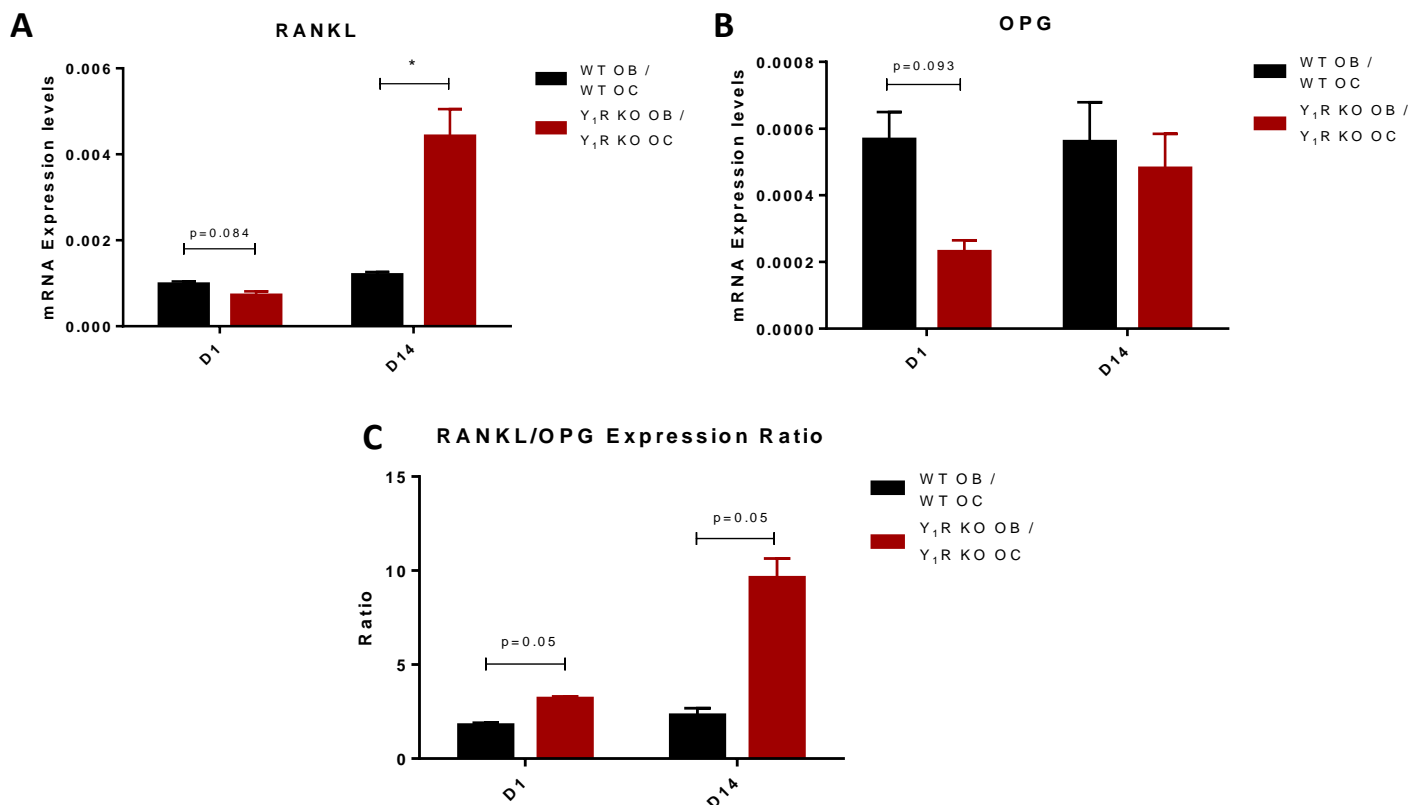 A
RANKL
mRNA Expression levels
0.006
0.004
0.002
0.000
p=0.084
*
D1
D14
WT OB /
WT OC
Y₁R KO OB /
Y₁R KO OC
B
OPG
mRNA Expression levels
0.0008
0.0006
0.0004
0.0002
0.0000
p=0.093
D1
D14
WT OB /
WT OC
Y₁R KO OB /
Y₁R KO OC
C
RANKL/OPG Expression Ratio
Ratio
15
10
5
0
p=0.05
p=0.05
D1
D14
WT OB /
WT OC
Y₁R KO OB /
Y₁R KO OC